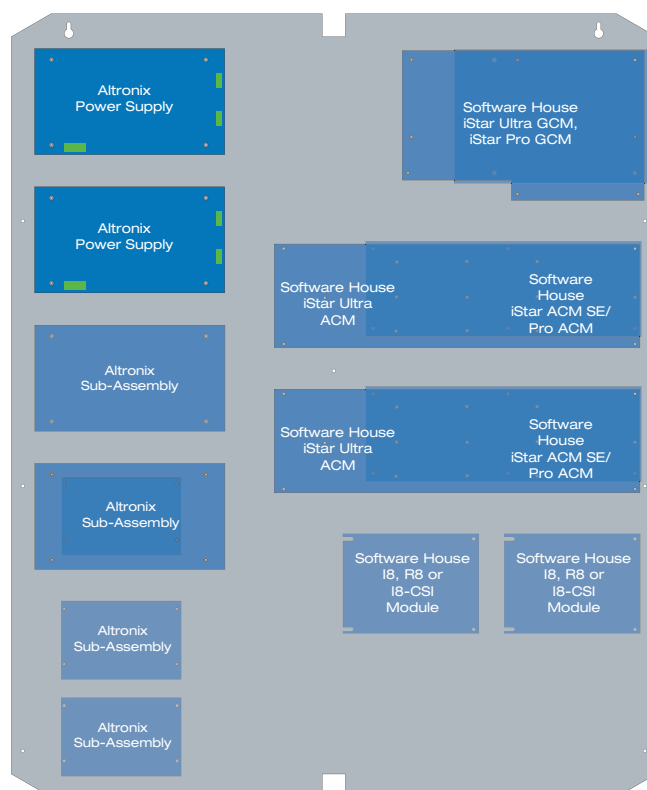 Altronix
Power Supply
Software House
iStar Ultra GCM,
iStar Pro GCM
Altronix
Power Supply
Software House
iStar Ultra
ACM
Software
House
iStar ACM SE/
Pro ACM
Altronix
Sub-Assembly
Software House
iStar Ultra
ACM
Software
House
iStar ACM SE/
Pro ACM
Altronix
Sub-Assembly
Software House
I8, R8 or
I8-CSI
Module
Software House
I8, R8 or
I8-CSI
Module
Altronix
Sub-Assembly
Altronix
Sub-Assembly